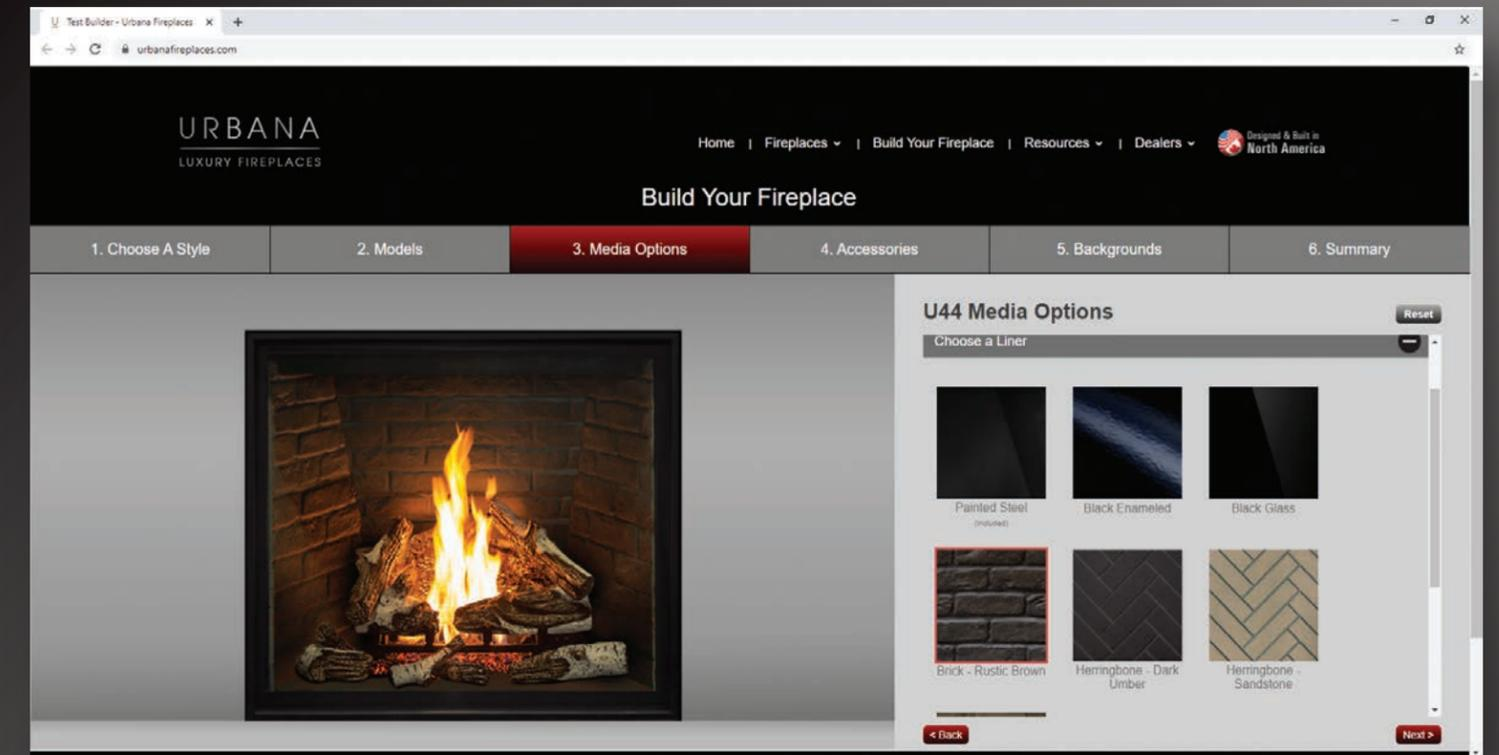 Test Builder - Urbana Fireplaces
urbanafireplaces.com
URBANA
LUXURY FIREPLACES
Home | Fireplaces | Build Your Fireplace | Resources | Dealers
Designed & Built in
North America
Build Your Fireplace
1. Choose A Style
2. Models
3. Media Options
4. Accessories
5. Backgrounds
6. Summary
U44 Media Options
Reset
Choose a Liner
Painted Steel
(included)
Black Enameled
Black Glass
Brick - Rustic Brown
Herringbone - Dark
Umber
Herringbone -
Sandstone
< Back
Next >